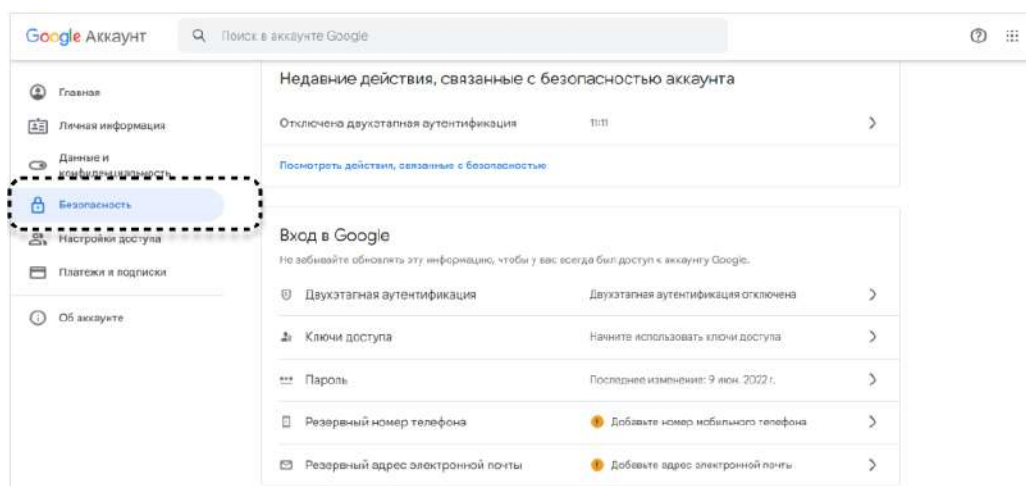 Google Аккаунт
Поиск в аккаунте Google
Главная
Личная информация
Данные и
конфиденциальность
Безопасность
Настройки доступа
Платежи и подписки
Об аккаунте
Недавние действия, связанные с безопасностью аккаунта
Отключена двухэтапная аутентификация 11:11
Посмотреть действия, связанные с безопасностью
Вход в Google
Не забывайте обновлять эту информацию, чтобы у вас всегда был доступ к аккаунту Google.
Двухэтапная аутентификация Двухэтапная аутентификация отключена
Ключи доступа Начните использовать ключи доступа
Пароль Последнее изменение: 9 июн. 2022 г.
Резервный номер телефона Добавьте номер мобильного телефона
Резервный адрес электронной почты Добавьте адрес электронной почты